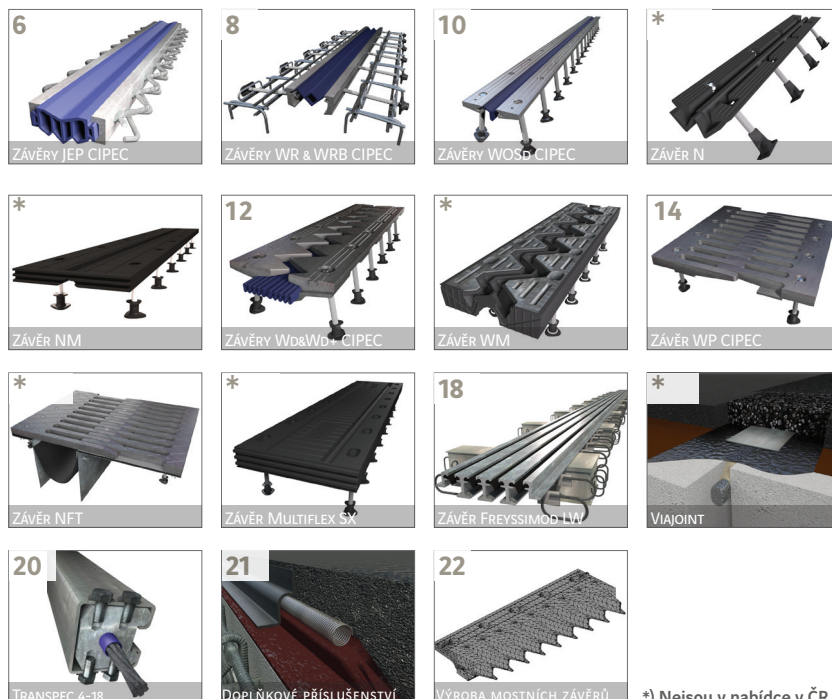 6
ZÁVĚRY JEP CIPEC
8
ZÁVĚRY WR & WRB CIPEC
10
ZÁVĚRY WOSD CIPEC
*
ZÁVĚR N
*
ZÁVĚR NM
12
ZÁVĚRY WD&WD+ CIPEC
*
ZÁVĚR WM
14
ZÁVĚR WP CIPEC
*
ZÁVĚR NFT
*
ZÁVĚR MULTIFLEX SX
18
ZÁVĚR FREYSSIMOD LW
*
VIAJOINT
20
TRANSPEC 4-18
21
DOPLŇKOVÉ PŘÍSLUŠENSTVÍ
22
VÝROBA MOSTNÍCH ZÁVĚRŮ
*) Nejsou v nabídce v ČR